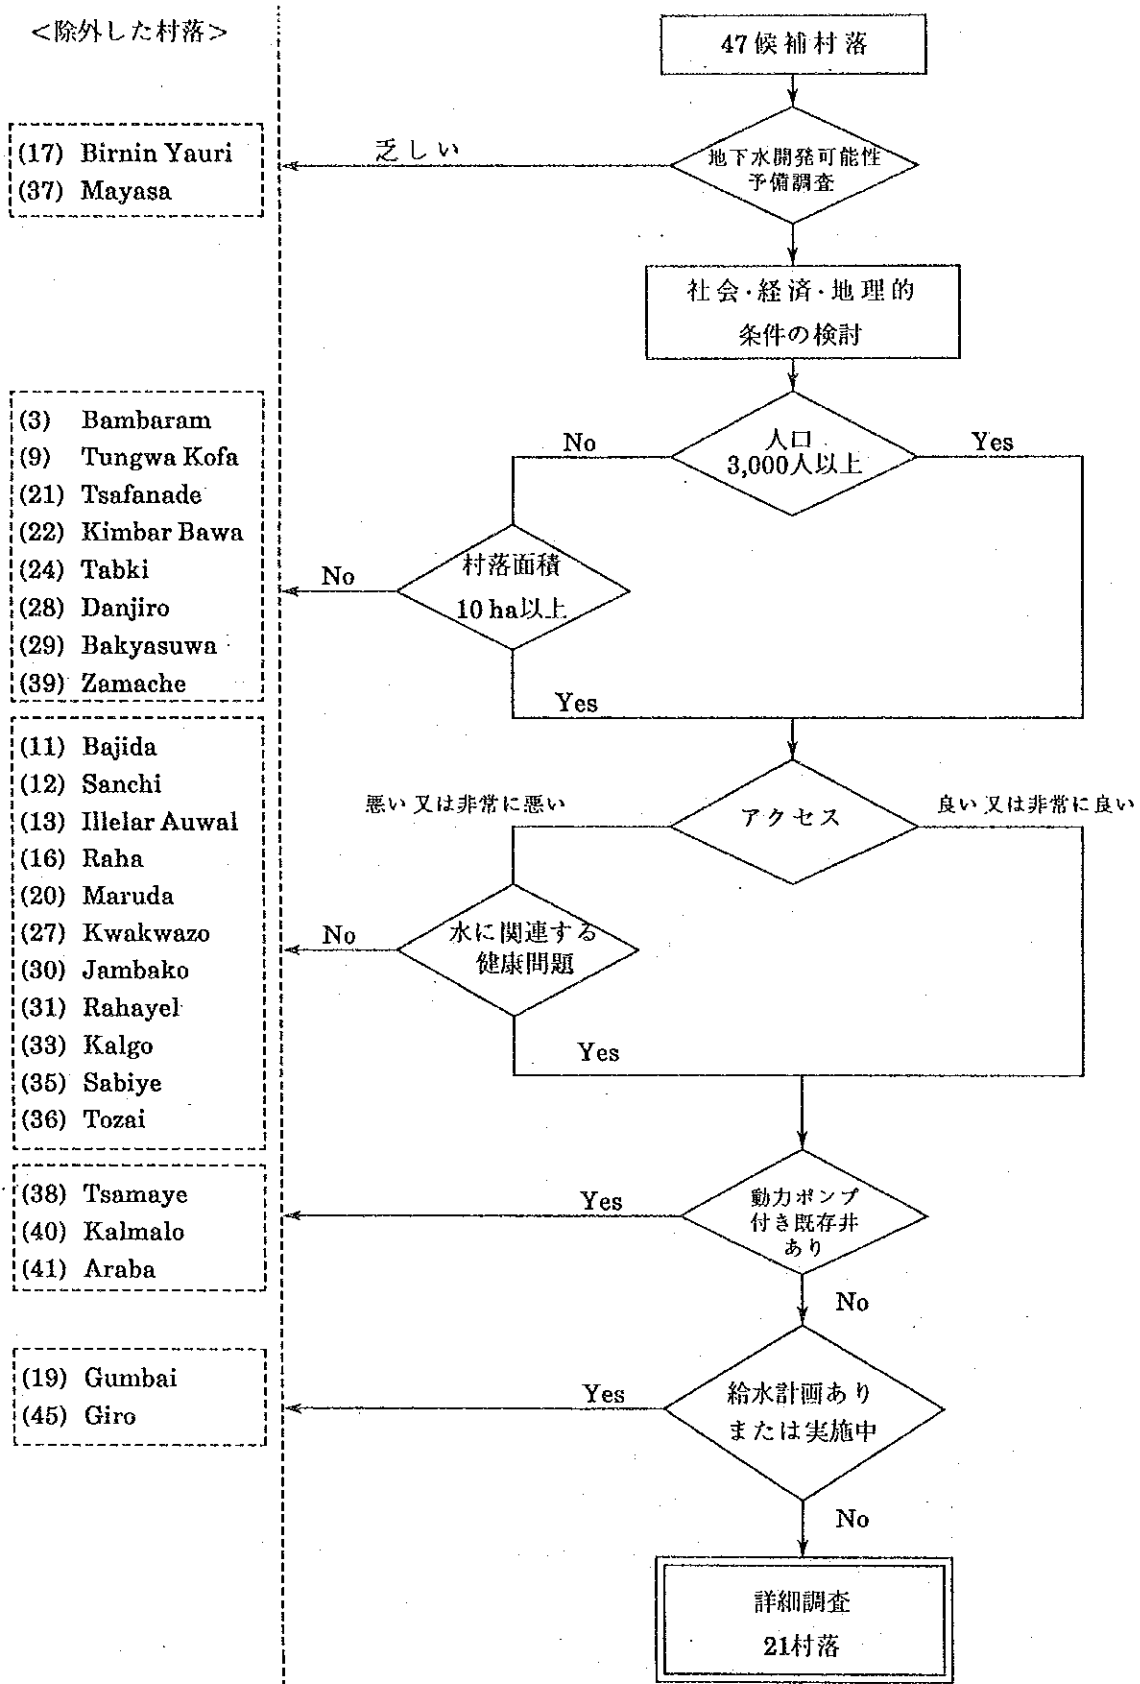 <除外した村落>
47候補村落
(17) Birnin Yauri
(37) Mayasa
乏しい
地下水開発可能性
予備調査
社会・経済・地理的
条件の検討
(3) Bambaram
(9) Tungwa Kofa
(21) Tsafanade
(22) Kimbar Bawa
(24) Tabki
(28) Danjiro
(29) Bakyasuwa
(39) Zamache
No
人口
3,000人以上
Yes
No
村落面積
10 ha以上
Yes
(11) Bajida
(12) Sanchi
(13) Illelar Auwal
(16) Raha
(20) Maruda
(27) Kwakwazo
(30) Jambako
(31) Rahayel
(33) Kalgo
(35) Sabiye
(36) Tozai
悪い又は非常に悪い
アクセス
良い又は非常に良い
No
水に関連する
健康問題
Yes
(38) Tsamaye
(40) Kalmalo
(41) Araba
Yes
動力ポンプ
付き既存井
あり
No
(19) Gumbai
(45) Giro
Yes
給水計画あり
または実施中
No
詳細調査
21村落